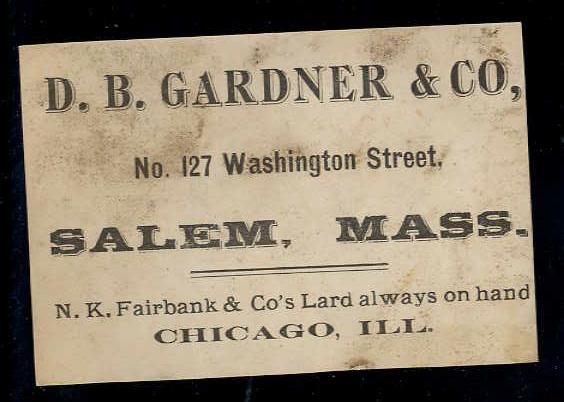 D. B. GARDNER & CO,
No. 127 Washington Street,
SALEM, MASS.
N. K. Fairbank & Co's Lard always on hand
CHICAGO, ILL.